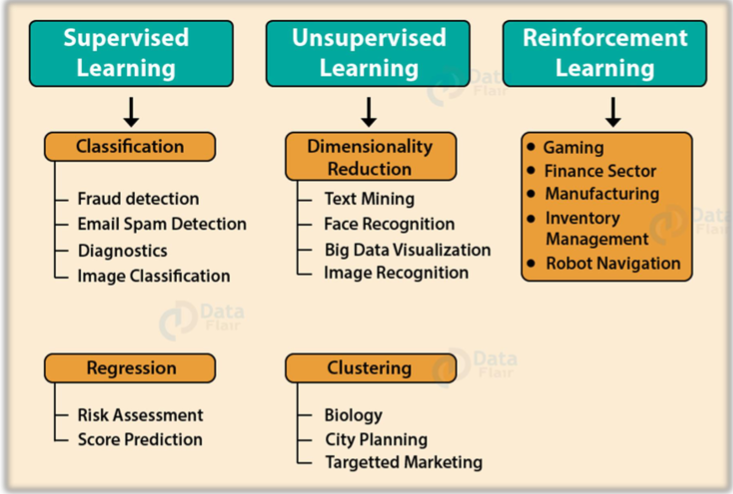 Supervised
Learning
Unsupervised
Learning
Reinforcement
Learning
Classification
Fraud detection
Email Spam Detection
Diagnostics
Image Classification
Dimensionality
Reduction
Text Mining
Face Recognition
Big Data Visualization
Image Recognition
• Gaming
• Finance Sector
• Manufacturing
• Inventory
Management
• Robot Navigation
Regression
Risk Assessment
Score Prediction
Clustering
Biology
City Planning
Targetted Marketing
Data
Flair
Data
Flair
Data
Flair
Data
Flair